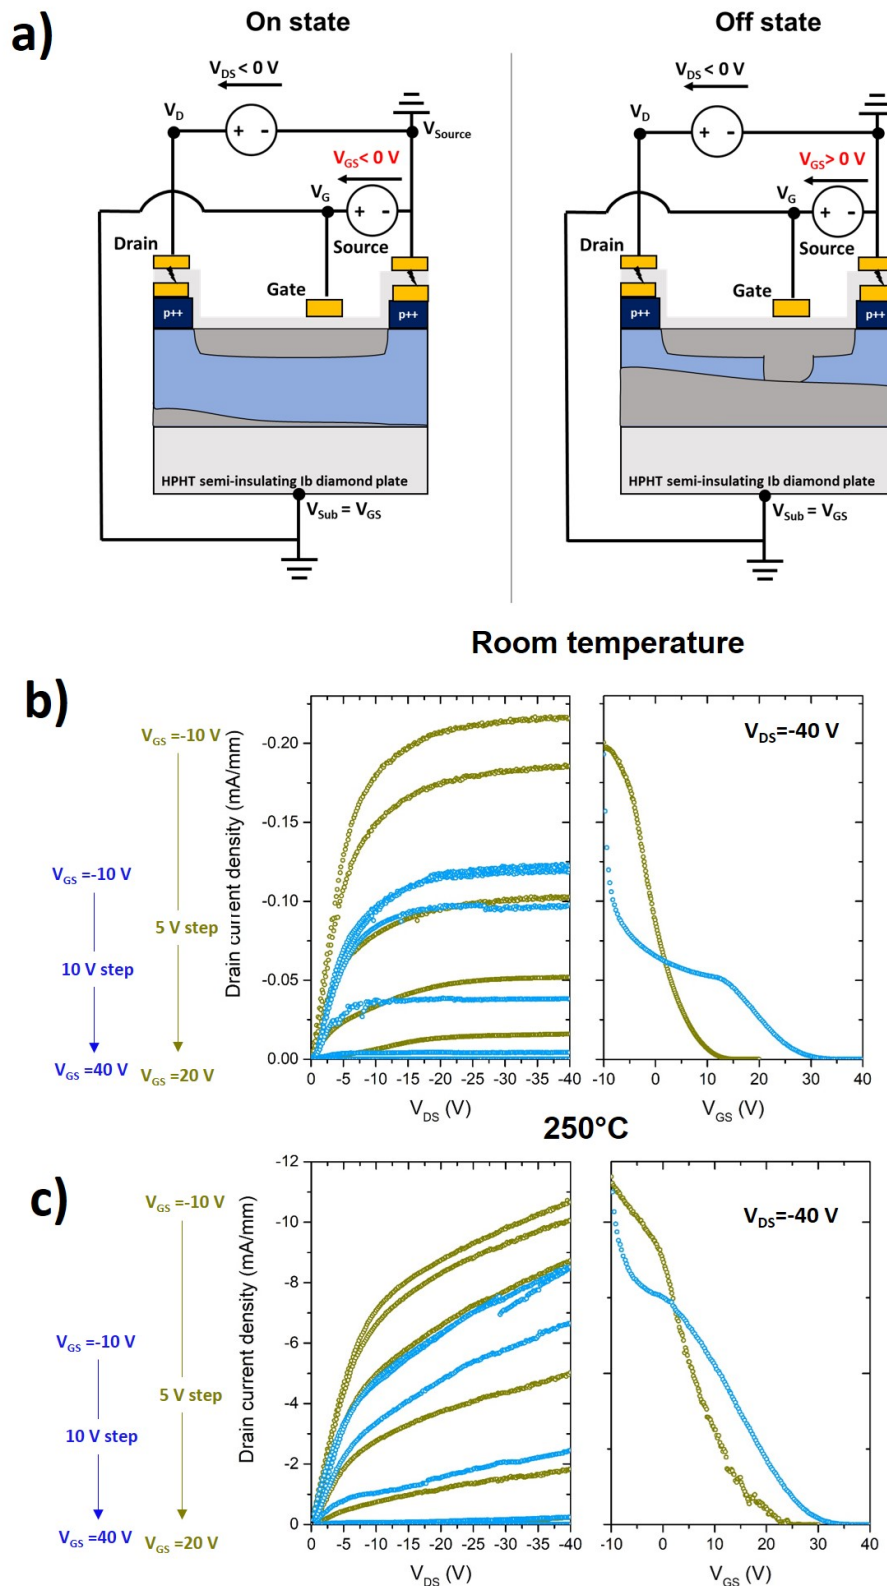 a)
On state
Off state
V_DS < 0 V
V_D
+ -
V_Source
V_GS < 0 V
V_G
+ -
Drain
Source
Gate
p++
p++
HPHT semi-insulating Ib diamond plate
V_Sub = V_GS
V_DS <0 V
V_D
+ -
V_GS > 0 V
V_G
+ -
Drain
Source
Gate
p++
p++
HPHT semi-insulating Ib diamond plate
V_Sub = V_GS
Room temperature
b)
V_GS =-10 V
V_GS =-10 V
5 V step
10 V step
V_GS =40 V
V_GS =20 V
Drain current density (mA/mm)
-0.20
-0.15
-0.10
-0.05
0.00
0 -5 -10 -15 -20 -25 -30 -35 -40
V_DS (V)
V_DS=-40 V
-10 0 10 20 30 40
V_GS (V)
250°C
c)
V_GS =-10 V
V_GS =-10 V
5 V step
10 V step
V_GS =40 V
V_GS =20 V
Drain current density (mA/mm)
-12
-10
-8
-6
-4
-2
0
0 -5 -10 -15 -20 -25 -30 -35 -40
V_DS (V)
V_DS=-40 V
-10 0 10 20 30 40
V_GS (V)